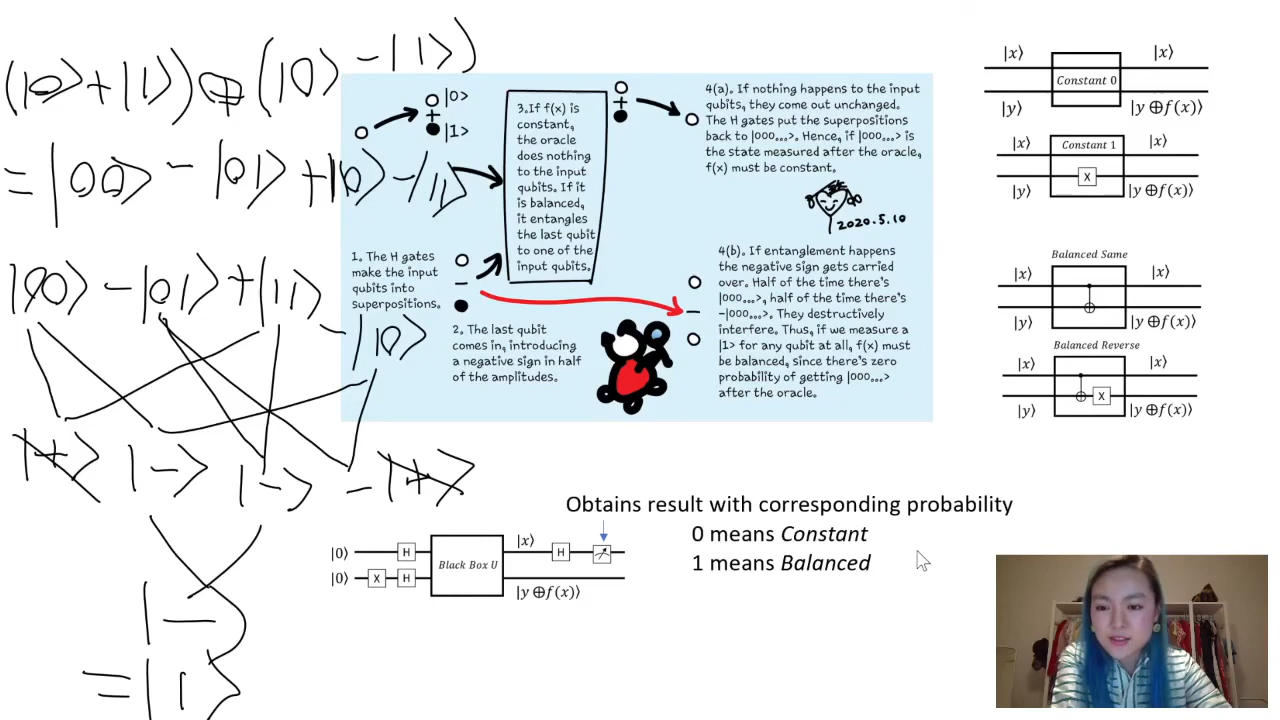 (|0⟩+|1⟩)⊕(|0⟩-|1⟩)
=|00⟩-|01⟩+|10⟩-|11⟩
|00⟩-|01⟩+|11⟩
-|10⟩
|+⟩ |-⟩ |-⟩ -|+⟩
|-⟩
=|1⟩
|0>
+
|1>
1. The H gates
make the input
qubits into
superpositions.
-
2. The last qubit
comes in, introducing
a negative sign in half
of the amplitudes.
3.If f(x) is
constant,
the oracle
does nothing
to the input
qubits. If it
is balanced,
it entangles
the last qubit
to one of the
input qubits.
+
4(a). If nothing happens to the input
qubits, they come out unchanged.
The H gates put the superpositions
back to |000...>. Hence, if |000...> is
the state measured after the oracle,
f(x) must be constant.
2020.5.10
4(b). If entanglement happens
the negative sign gets carried
over. Half of the time there's
|000...>, half of the time there's
-|000...>. They destructively
interfere. Thus, if we measure a
|1> for any qubit at all, f(x) must
be balanced, since there's zero
probability of getting |000...>
after the oracle.
-
|x⟩ |x⟩
Constant 0
|y⟩ |y ⊕f(x)⟩
|x⟩ Constant 1 |x⟩
X
|y⟩ |y ⊕f(x)⟩
Balanced Same
|x⟩ |x⟩
|y⟩ |y ⊕f(x)⟩
Balanced Reverse
|x⟩ |x⟩
X
|y⟩ |y ⊕f(x)⟩
Obtains result with corresponding probability
0 means Constant
1 means Balanced
|0⟩ H |x⟩ H
Black Box U
|0⟩ X H |y ⊕f(x)⟩